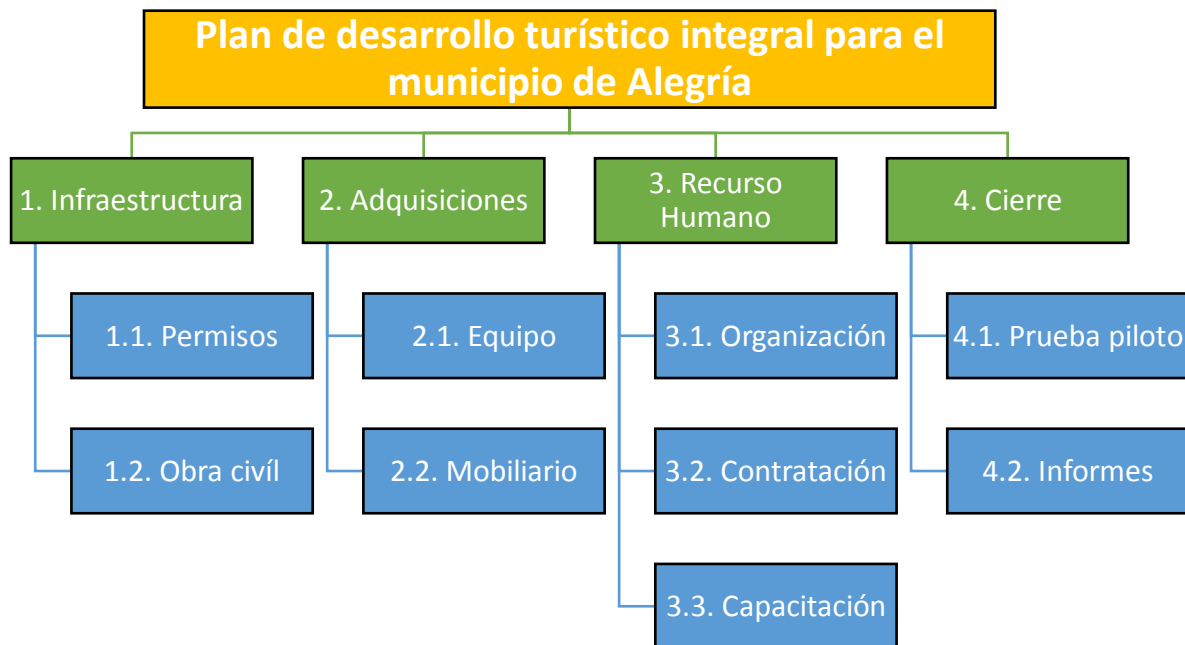 Plan de desarrollo turístico integral para el
municipio de Alegría
1. Infraestructura
2. Adquisiciones
3. Recurso
Humano
4. Cierre
1.1. Permisos
2.1. Equipo
3.1. Organización
4.1. Prueba piloto
1.2. Obra civíl
2.2. Mobiliario
3.2. Contratación
4.2. Informes
3.3. Capacitación